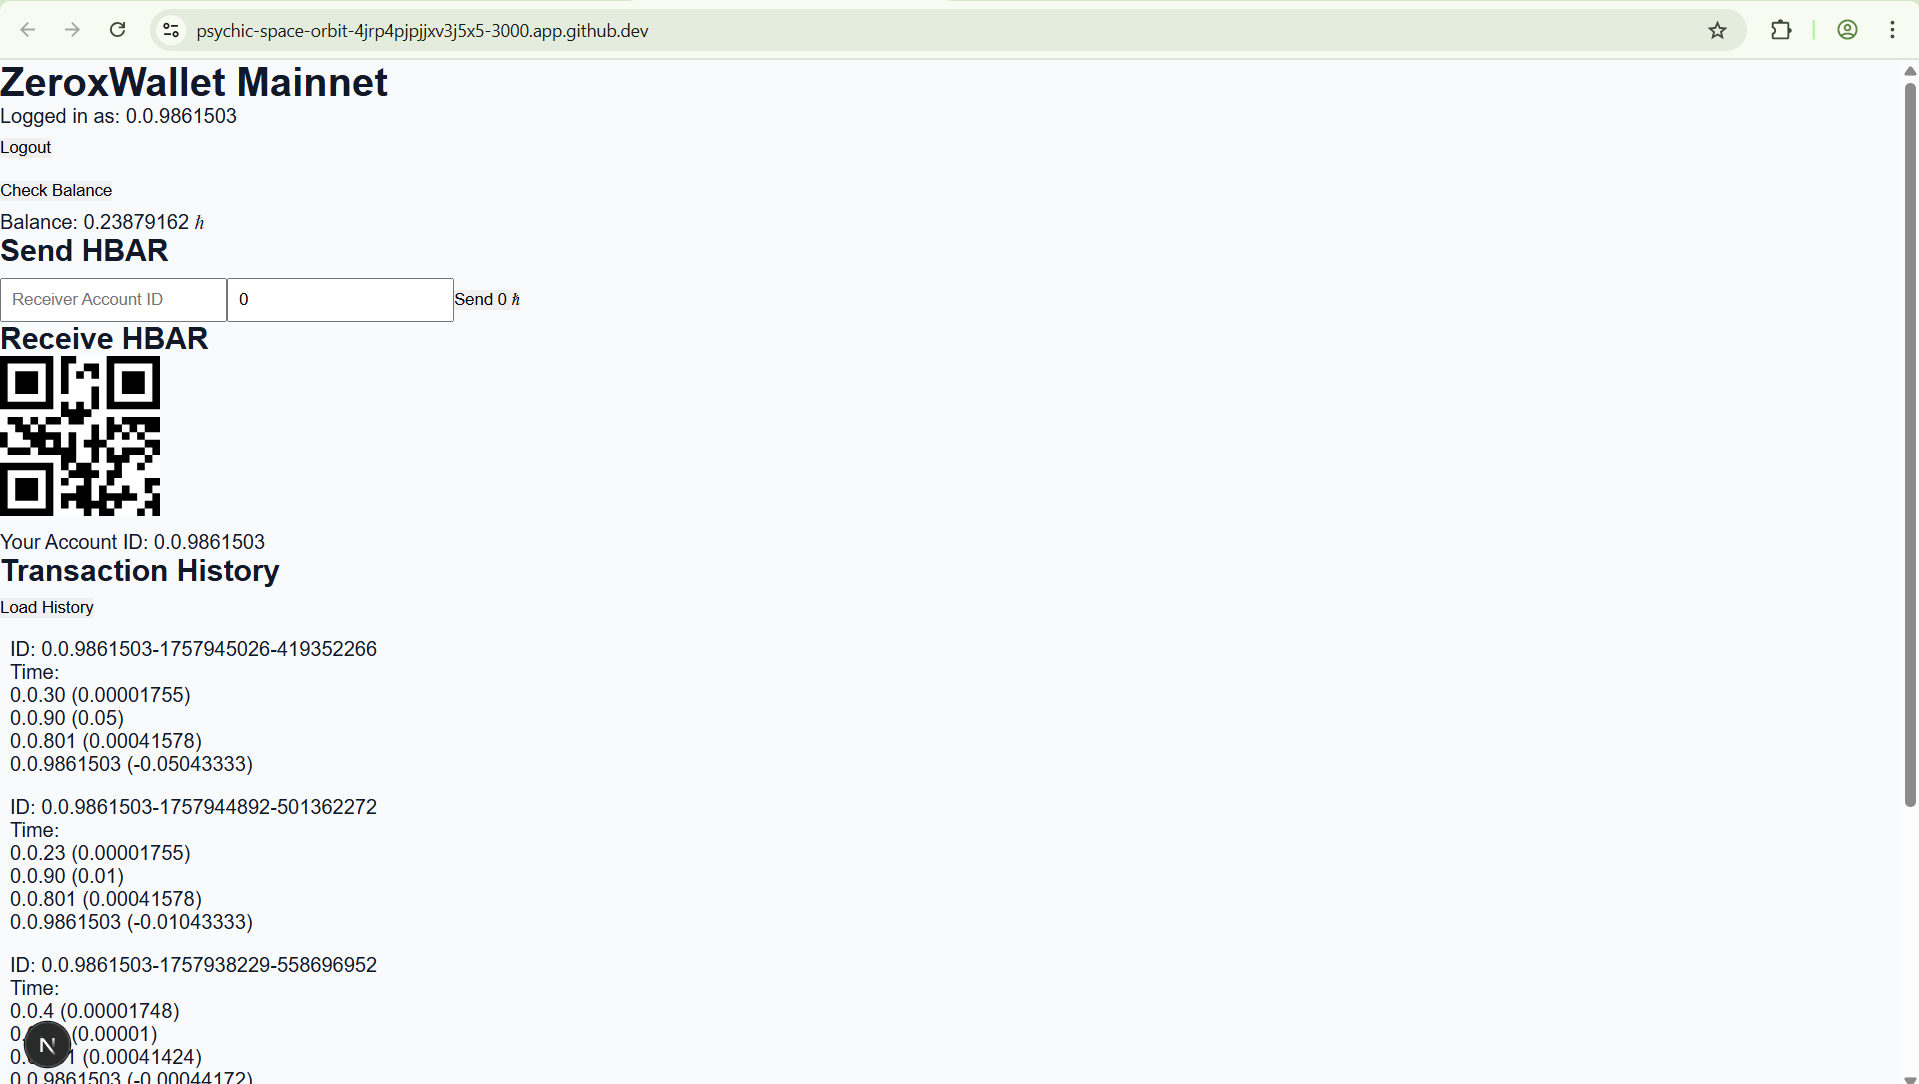 psychic-space-orbit-4jrp4pjpjjxv3j5x5-3000.app.github.dev
ZeroxWallet Mainnet
Logged in as: 0.0.9861503
Logout
Check Balance
Balance: 0.23879162 ℏ
Send HBAR
Receiver Account ID 0 Send 0 ℏ
Receive HBAR
Your Account ID: 0.0.9861503
Transaction History
Load History
ID: 0.0.9861503-1757945026-419352266
Time:
0.0.30 (0.00001755)
0.0.90 (0.05)
0.0.801 (0.00041578)
0.0.9861503 (-0.05043333)
ID: 0.0.9861503-1757944892-501362272
Time:
0.0.23 (0.00001755)
0.0.90 (0.01)
0.0.801 (0.00041578)
0.0.9861503 (-0.01043333)
ID: 0.0.9861503-1757938229-558696952
Time:
0.0.4 (0.00001748)
(0.00001)
(0.00041424)
0.0.9861503 (-0.00044172)
N